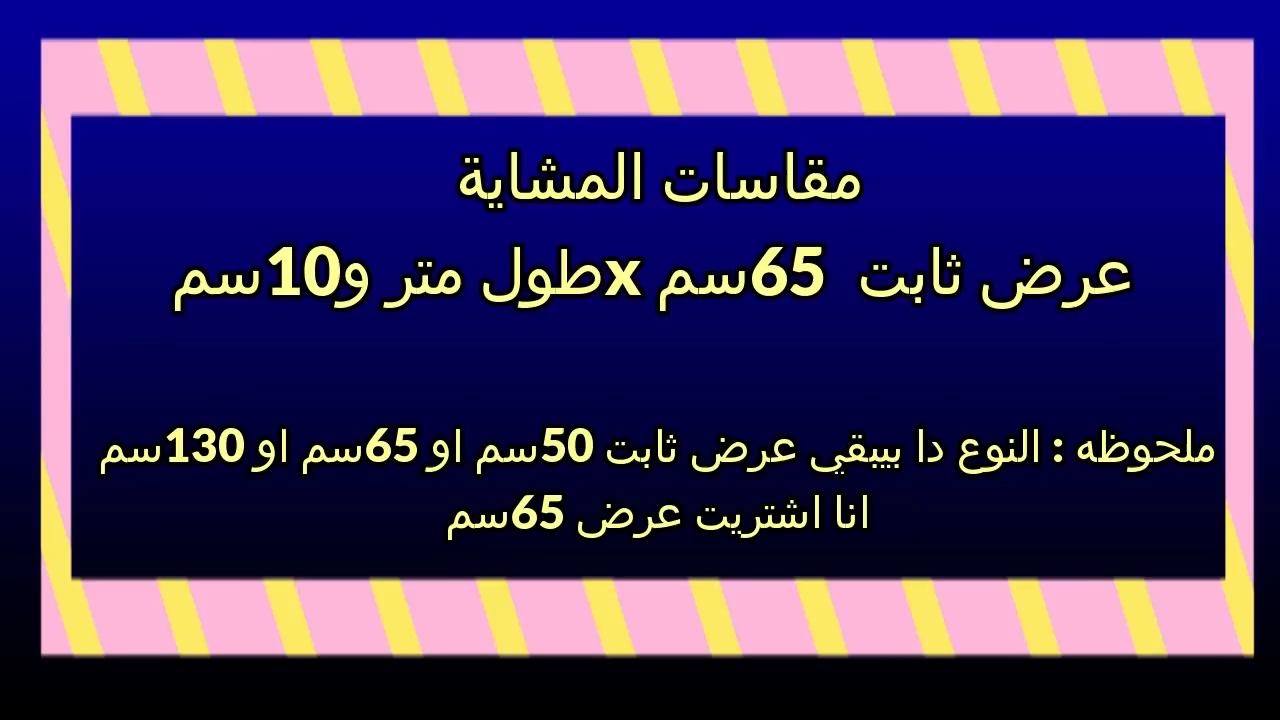 مقاسات المشاية
عرض ثابت 65سم xطول متر و10سم
ملحوظه : النوع دا بيبقي عرض ثابت 50سم او 65سم او 130سم
انا اشتريت عرض 65سم